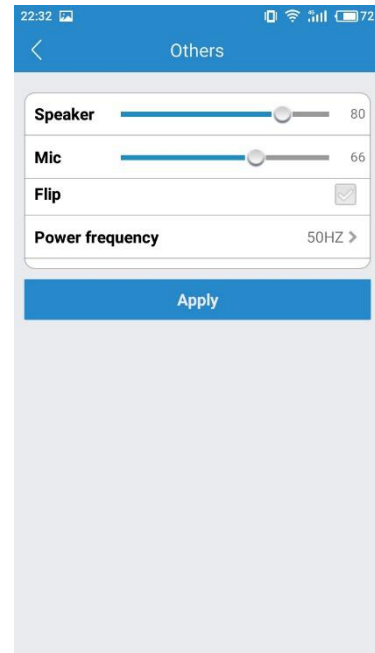 22:32 72
Others
Speaker 80
Mic 66
Flip
Power frequency 50HZ >
Apply